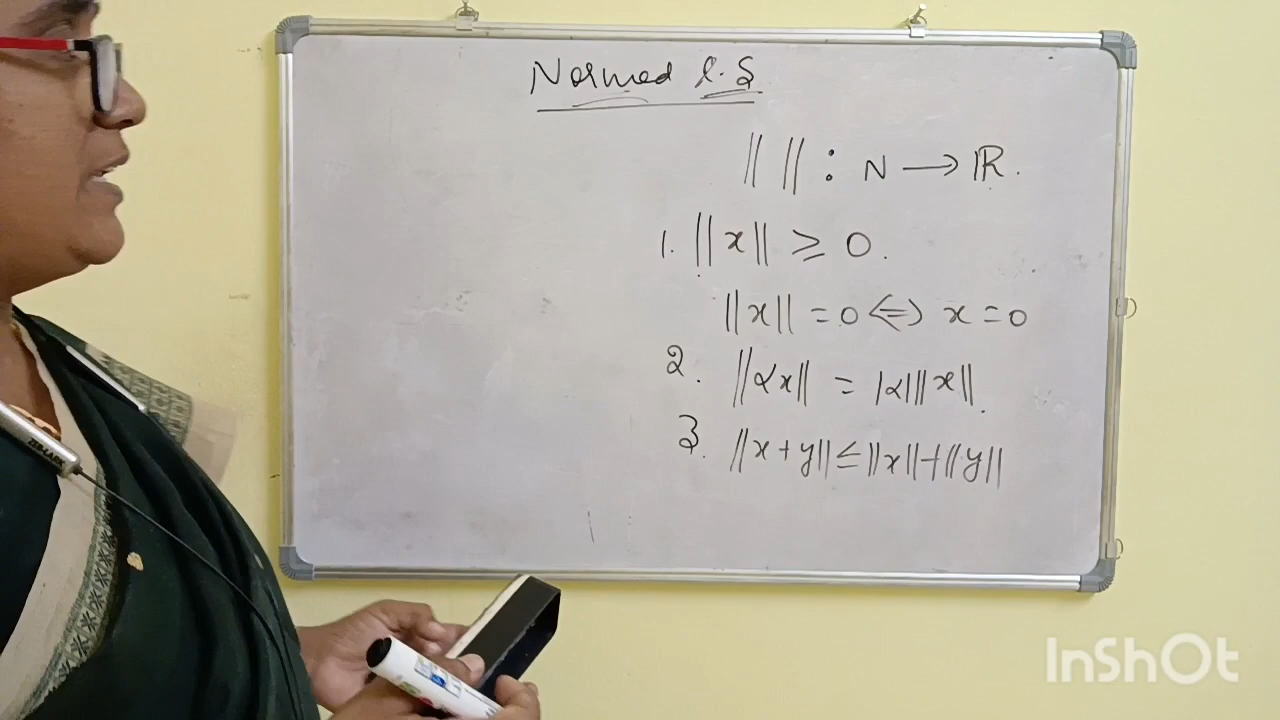 Normed l.S
|| || : N → ℝ.
1. ||x|| ≥ 0.
||x|| = 0 ⇔ x = 0
2. ||αx|| = |α| ||x||.
3. ||x + y|| ≤ ||x|| + ||y||
InShOt